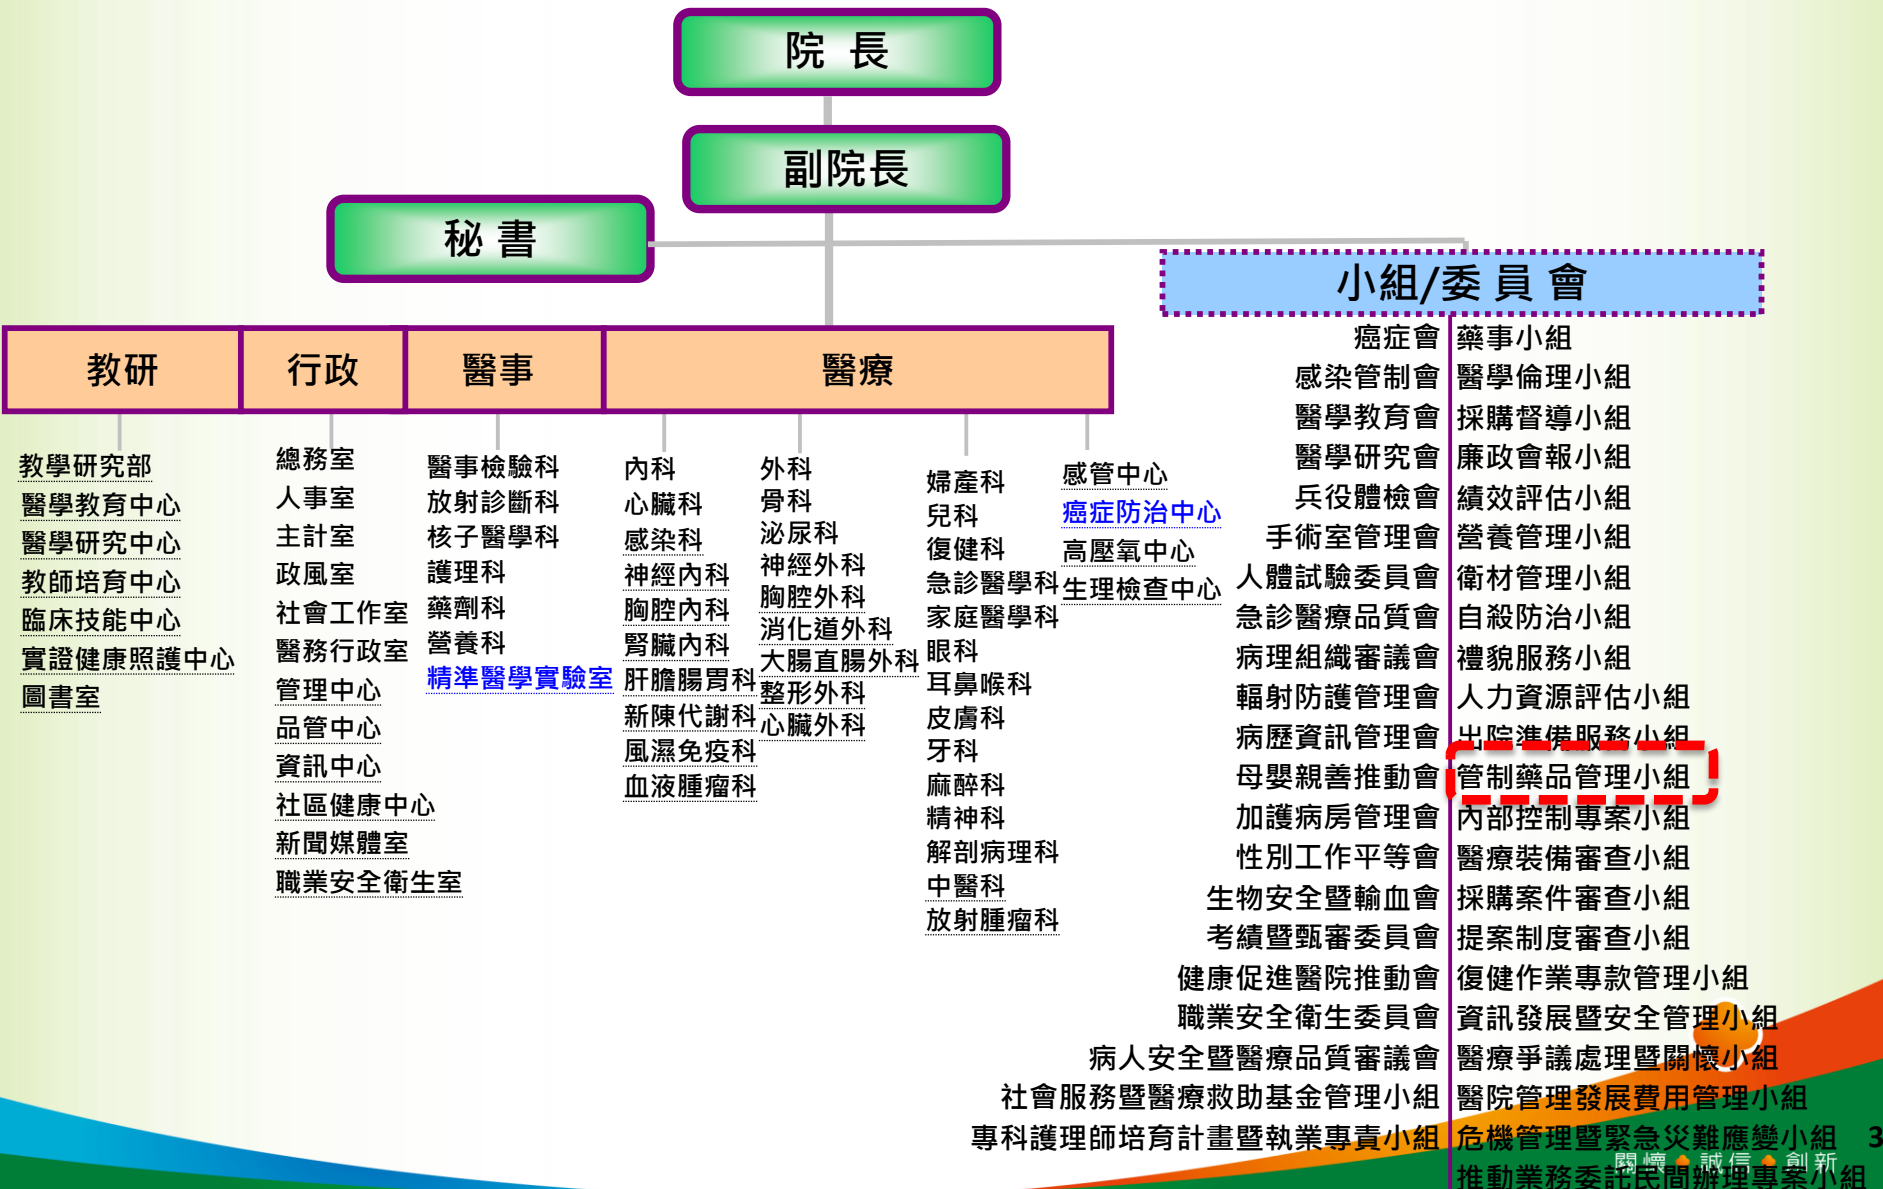 院 長
副院長
秘 書
小組/委 員 會
教研
行政
醫事
醫療
教學研究部
醫學教育中心
醫學研究中心
教師培育中心
臨床技能中心
實證健康照護中心
圖書室
總務室
人事室
主計室
政風室
社會工作室
醫務行政室
管理中心
品管中心
資訊中心
社區健康中心
新聞媒體室
職業安全衛生室
醫事檢驗科
放射診斷科
核子醫學科
護理科
藥劑科
營養科
精準醫學實驗室
內科
心臟科
感染科
神經內科
胸腔內科
腎臟內科
肝膽腸胃科
新陳代謝科
風濕免疫科
血液腫瘤科
外科
骨科
泌尿科
神經外科
胸腔外科
消化道外科
大腸直腸外科
整形外科
心臟外科
婦產科
兒科
復健科
急診醫學科
家庭醫學科
眼科
耳鼻喉科
皮膚科
牙科
麻醉科
精神科
解剖病理科
中醫科
放射腫瘤科
感管中心
癌症防治中心
高壓氧中心
生理檢查中心
癌症會
感染管制會
醫學教育會
醫學研究會
兵役體檢會
手術室管理會
人體試驗委員會
急診醫療品質會
病理組織審議會
輻射防護管理會
病歷資訊管理會
母嬰親善推動會
加護病房管理會
性別工作平等會
生物安全暨輸血會
考績暨甄審委員會
健康促進醫院推動會
職業安全衛生委員會
病人安全暨醫療品質審議會
社會服務暨醫療救助基金管理小組
專科護理師培育計畫暨執業專責小組
藥事小組
醫學倫理小組
採購督導小組
廉政會報小組
績效評估小組
營養管理小組
衛材管理小組
自殺防治小組
禮貌服務小組
人力資源評估小組
出院準備服務小組
管制藥品管理小組
內部控制專案小組
醫療裝備審查小組
採購案件審查小組
提案制度審查小組
復健作業專款管理小組
資訊發展暨安全管理小組
醫療爭議處理暨關懷小組
醫院管理發展費用管理小組
危機管理暨緊急災難應變小組
推動業務委託民間辦理專案小組
3
關懷 誠信 創新